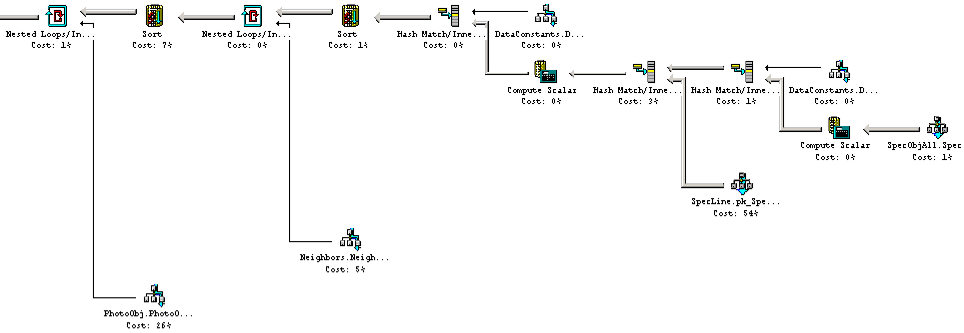 Nested Loops/In...
Cost: 1%
Sort
Cost: 7%
Nested Loops/In...
Cost: 0%
Sort
Cost: 1%
Hash Match/Inne...
Cost: 0%
DataConstants.D...
Cost: 0%
Compute Scalar
Cost: 0%
Hash Match/Inne...
Cost: 3%
Hash Match/Inne...
Cost: 1%
DataConstants.D...
Cost: 0%
Compute Scalar
Cost: 0%
SpecObjAll.Spec
Cost: 1%
SpecLine.pk_Spe...
Cost: 54%
Neighbors.Neigh...
Cost: 5%
PhotoObj.PhotoO...
Cost: 26%